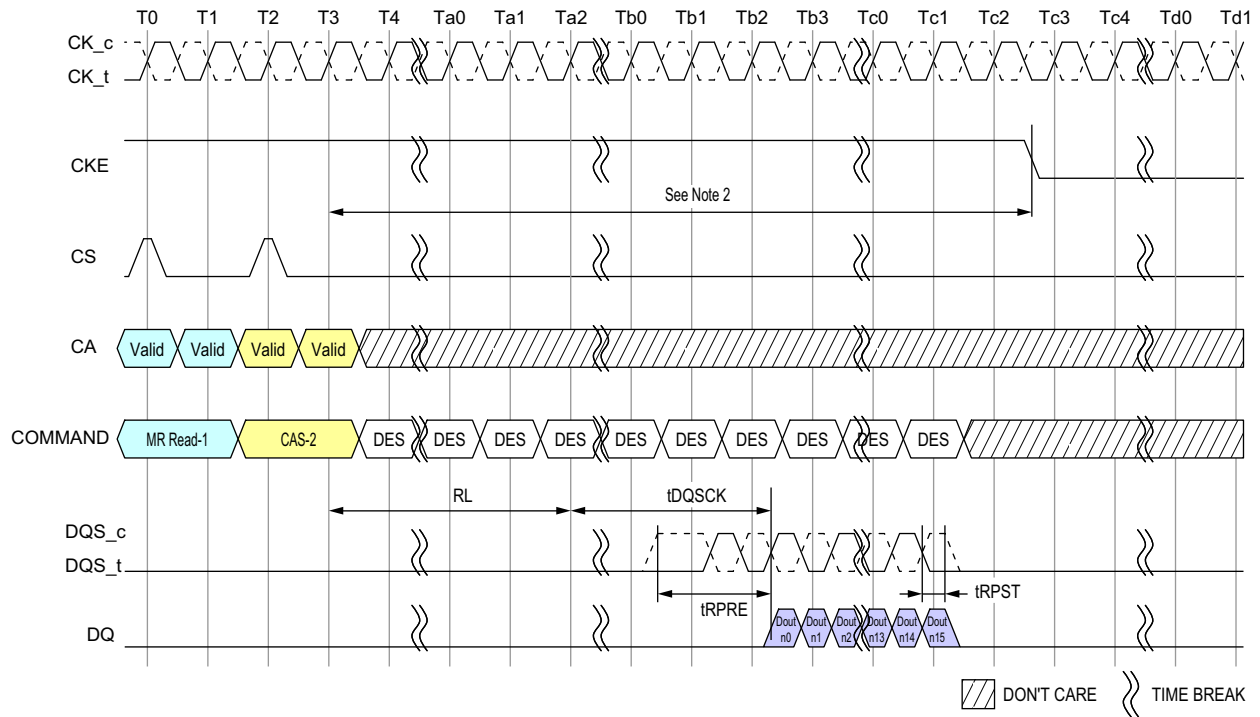 T0 T1 T2 T3 T4 Ta0 Ta1 Ta2 Tb0 Tb1 Tb2 Tb3 Tc0 Tc1 Tc2 Tc3 Tc4 Td0 Td1
CK_c
CK_t
CKE
See Note 2
CS
CA Valid Valid Valid Valid
COMMAND MR Read-1 CAS-2 DES DES DES DES DES DES DES DES DES DES
RL tDQSCK
DQS_c
DQS_t
tRPRE tRPST
DQ
Dout n0
Dout n1
Dout n2
Dout n13
Dout n14
Dout n15
DON'T CARE TIME BREAK